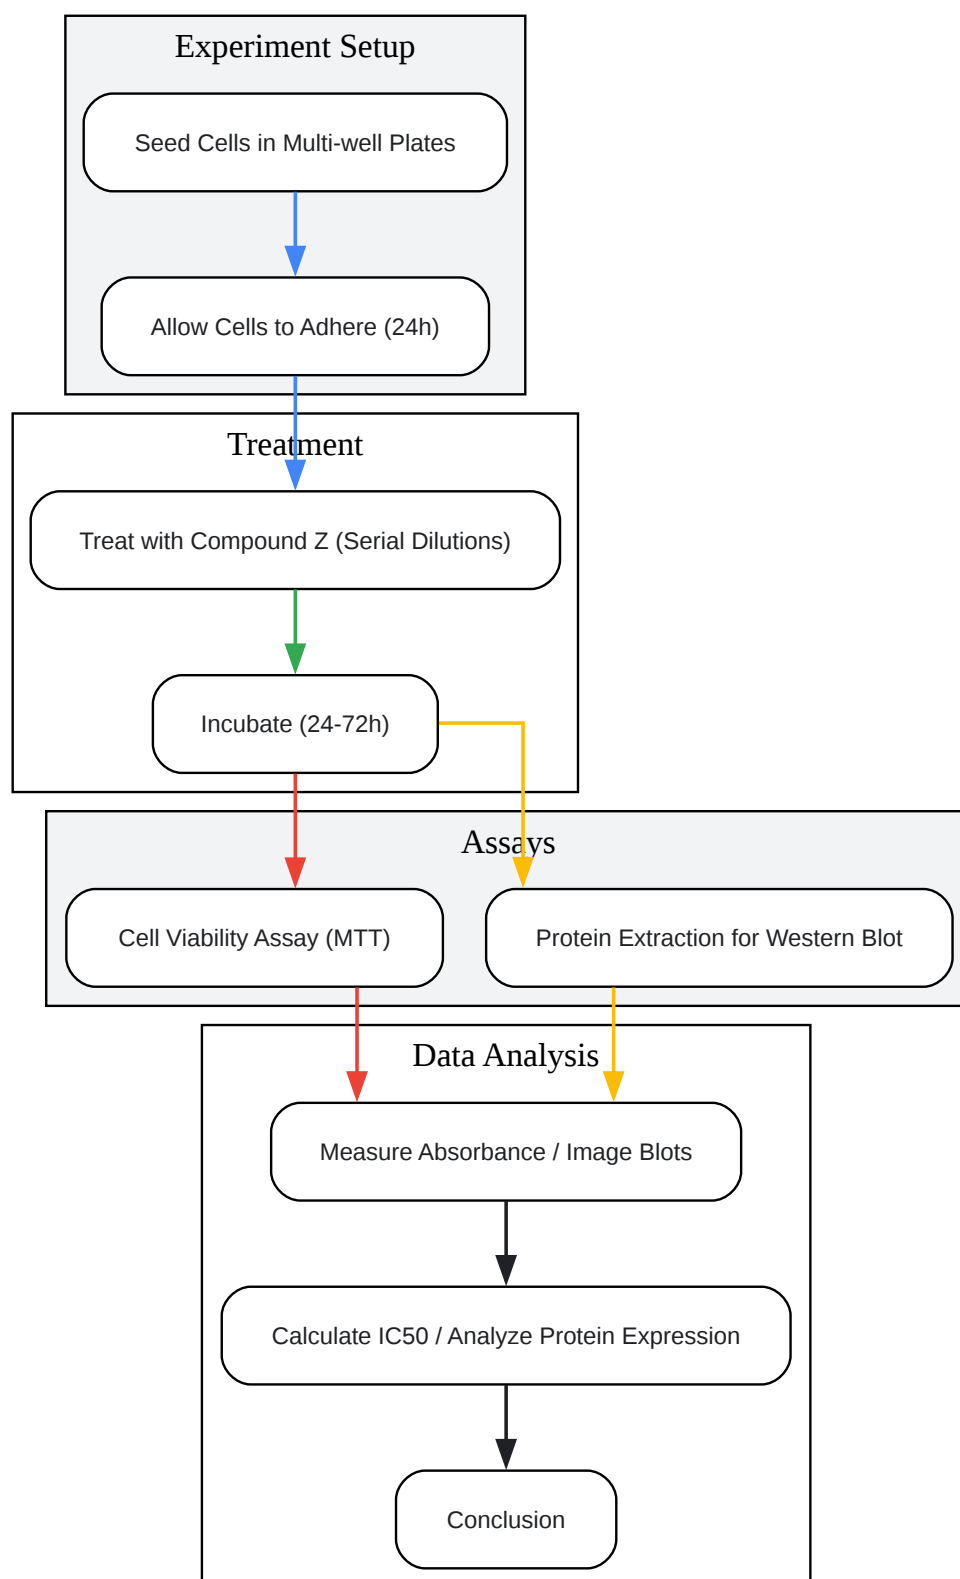 Experiment Setup
Seed Cells in Multi-well Plates
Allow Cells to Adhere (24h)
Treatment
Treat with Compound Z (Serial Dilutions)
Incubate (24-72h)
Assays
Cell Viability Assay (MTT)
Protein Extraction for Western Blot
Data Analysis
Measure Absorbance / Image Blots
Calculate IC50 / Analyze Protein Expression
Conclusion